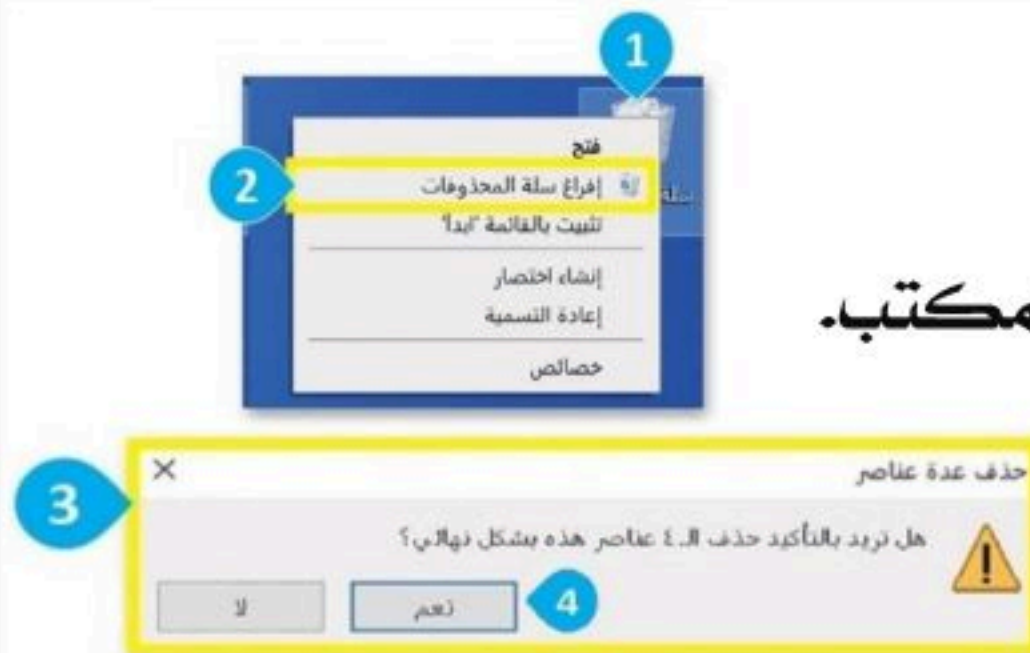 1
فتح
2
إفراغ سلة المحذوفات
سلة
تثبيت بالقائمة "ابدأ"
إنشاء اختصار
إعادة التسمية
مكتب.
خصائص
3
حذف عدة عناصر
هل تريد بالتأكيد حذف الـ ٤ عناصر هذه بشكل نهائي؟
4
نعم
لا